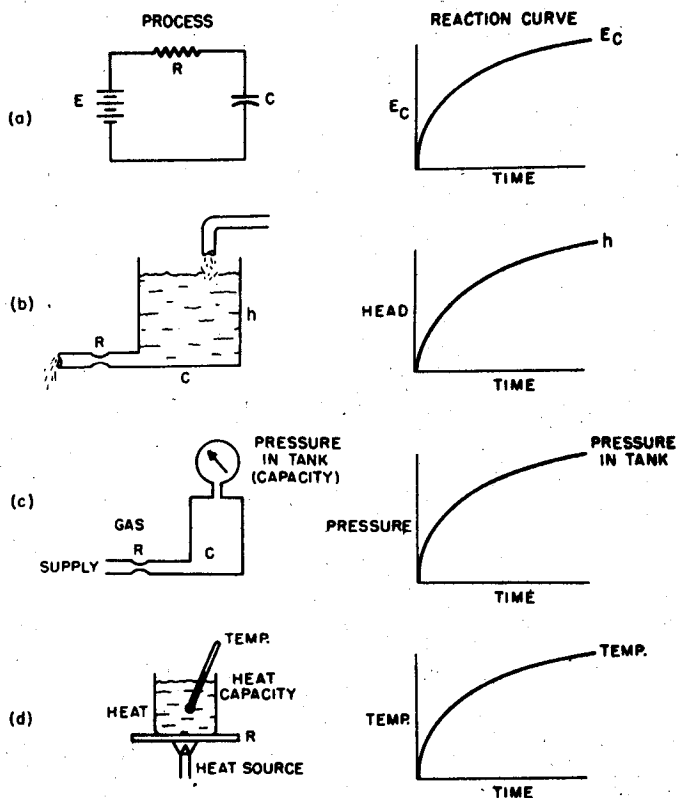 PROCESS
REACTION CURVE
(a)
R
E
C
E_C
E_C
TIME
(b)
h
R
C
HEAD
h
TIME
(c)
PRESSURE
IN TANK
(CAPACITY)
GAS
R
C
SUPPLY
PRESSURE
PRESSURE
IN TANK
TIME
(d)
TEMP.
HEAT
CAPACITY
HEAT
R
HEAT SOURCE
TEMP.
TEMP.
TIME